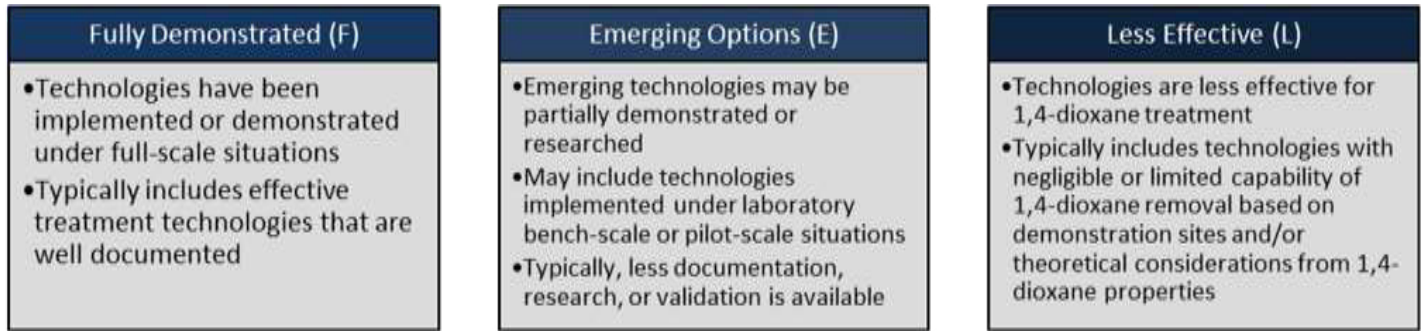 Fully Demonstrated (F)
•Technologies have been
implemented or demonstrated
under full-scale situations
•Typically includes effective
treatment technologies that are
well documented
Emerging Options (E)
•Emerging technologies may be
partially demonstrated or
researched
•May include technologies
implemented under laboratory
bench-scale or pilot-scale situations
•Typically, less documentation,
research, or validation is available
Less Effective (L)
•Technologies are less effective for
1,4-dioxane treatment
•Typically includes technologies with
negligible or limited capability of
1,4-dioxane removal based on
demonstration sites and/or
theoretical considerations from 1,4-
dioxane properties